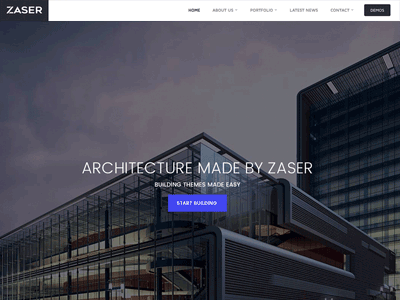 ZASER
HOME ABOUT US PORTFOLIO LATEST NEWS CONTACT DEMOS
ARCHITECTURE MADE BY ZASER
BUILDING THEMES MADE EASY
START BUILDING